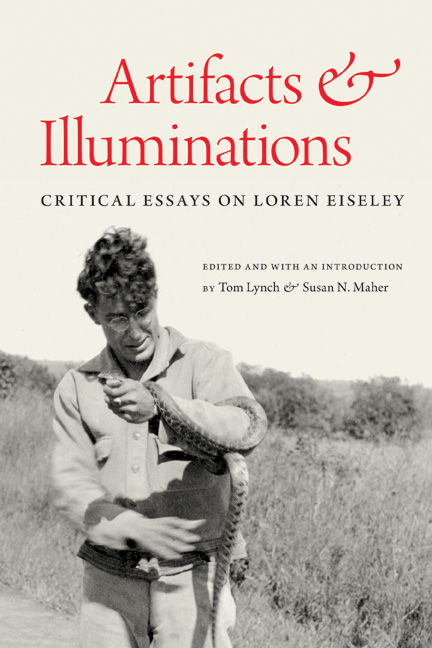 Artifacts &
Illuminations
CRITICAL ESSAYS ON LOREN EISELEY
EDITED AND WITH AN INTRODUCTION
BY Tom Lynch & Susan N. Maher